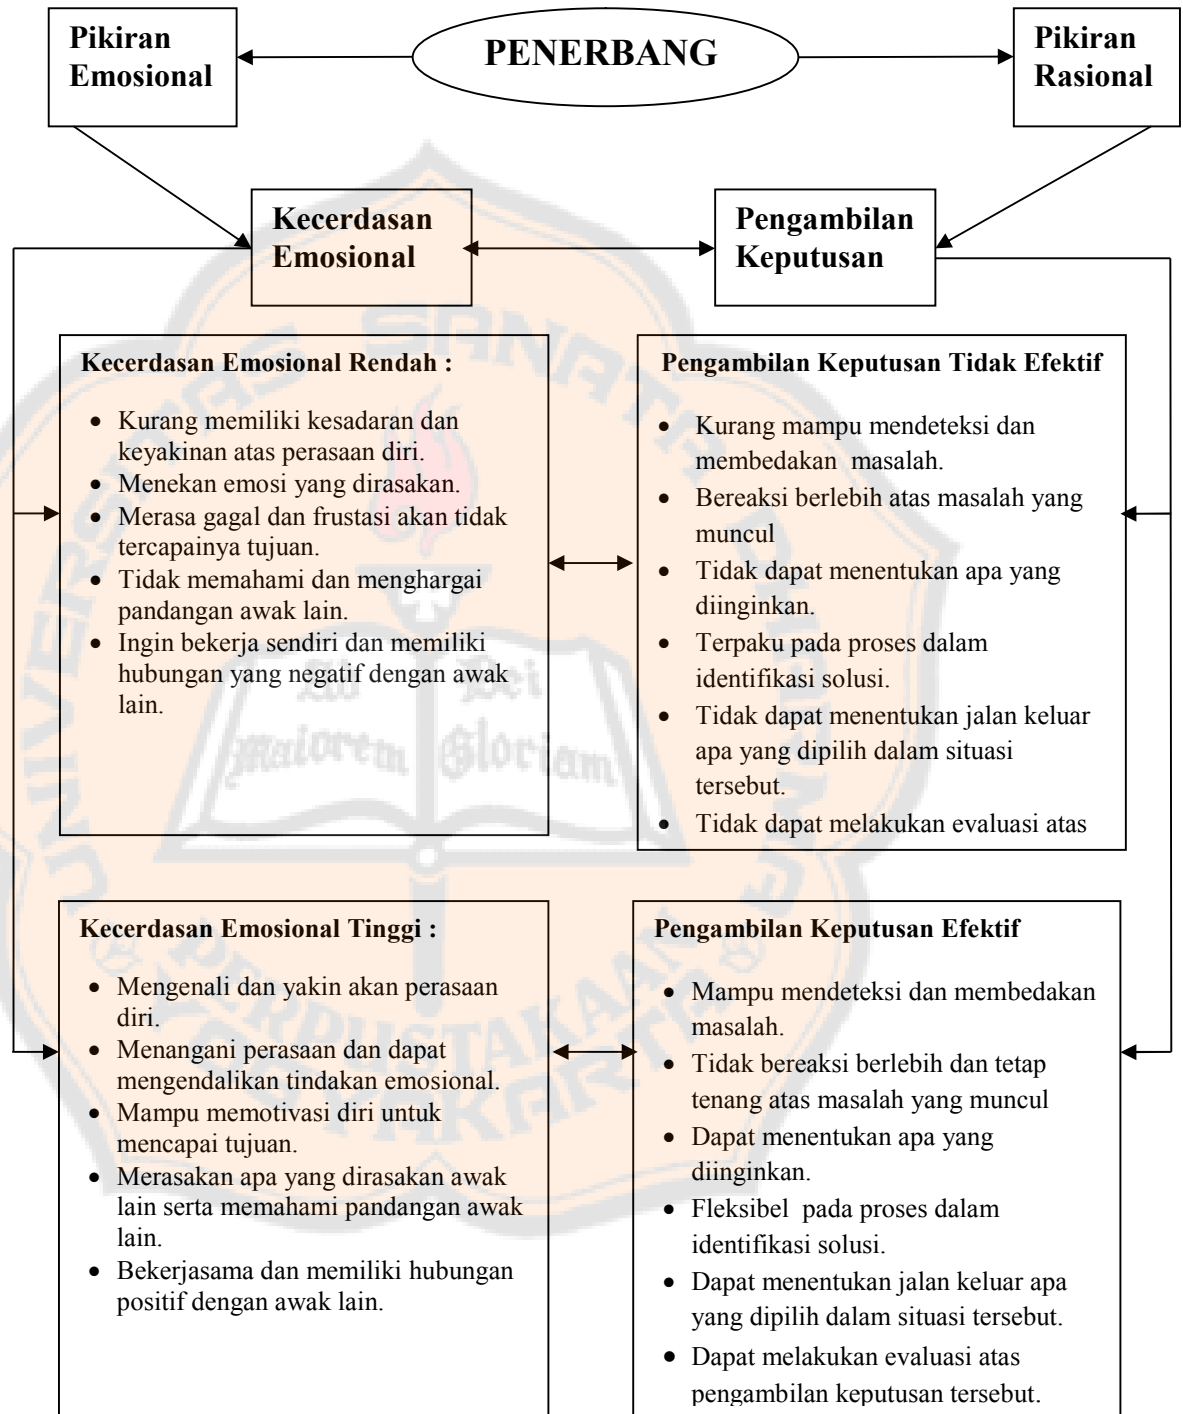 PENERBANG
Pikiran
Emosional
Pikiran
Rasional
Kecerdasan
Emosional
Pengambilan
Keputusan
Kecerdasan Emosional Rendah :
• Kurang memiliki kesadaran dan
keyakinan atas perasaan diri.
• Menekan emosi yang dirasakan.
• Merasa gagal dan frustasi akan tidak
tercapainya tujuan.
• Tidak memahami dan menghargai
pandangan awak lain.
• Ingin bekerja sendiri dan memiliki
hubungan yang negatif dengan awak
lain.
Pengambilan Keputusan Tidak Efektif
• Kurang mampu mendeteksi dan
membedakan masalah.
• Bereaksi berlebih atas masalah yang
muncul
• Tidak dapat menentukan apa yang
diinginkan.
• Terpaku pada proses dalam
identifikasi solusi.
• Tidak dapat menentukan jalan keluar
apa yang dipilih dalam situasi
tersebut.
• Tidak dapat melakukan evaluasi atas
Kecerdasan Emosional Tinggi :
• Mengenali dan yakin akan perasaan
diri.
• Menangani perasaan dan dapat
mengendalikan tindakan emosional.
• Mampu memotivasi diri untuk
mencapai tujuan.
• Merasakan apa yang dirasakan awak
lain serta memahami pandangan awak
lain.
• Bekerjasama dan memiliki hubungan
positif dengan awak lain.
Pengambilan Keputusan Efektif
• Mampu mendeteksi dan membedakan
masalah.
• Tidak bereaksi berlebih dan tetap
tenang atas masalah yang muncul
• Dapat menentukan apa yang
diinginkan.
• Fleksibel pada proses dalam
identifikasi solusi.
• Dapat menentukan jalan keluar apa
yang dipilih dalam situasi tersebut.
• Dapat melakukan evaluasi atas
pengambilan keputusan tersebut.
UNIVERSITAS SANATA DHARMA
Ad Dei
Maiorem Gloriam
PERPUSTAKAAN
YOGYAKARTA